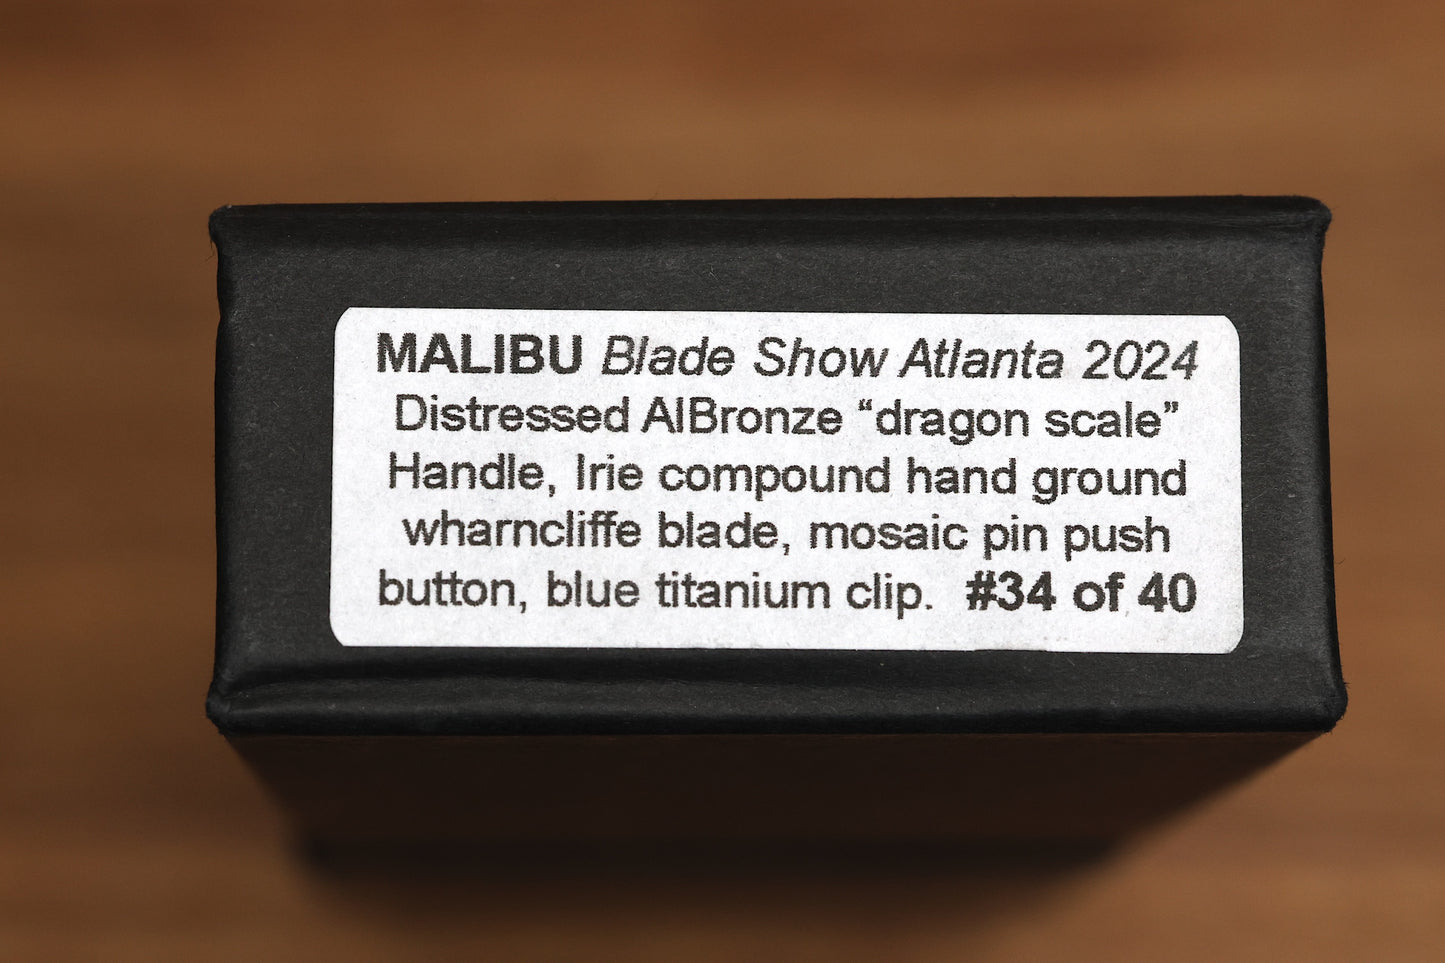 MALIBU Blade Show Atlanta 2024
Distressed AlBronze “dragon scale”
Handle, Irie compound hand ground
wharncliffe blade, mosaic pin push
button, blue titanium clip. #34 of 40